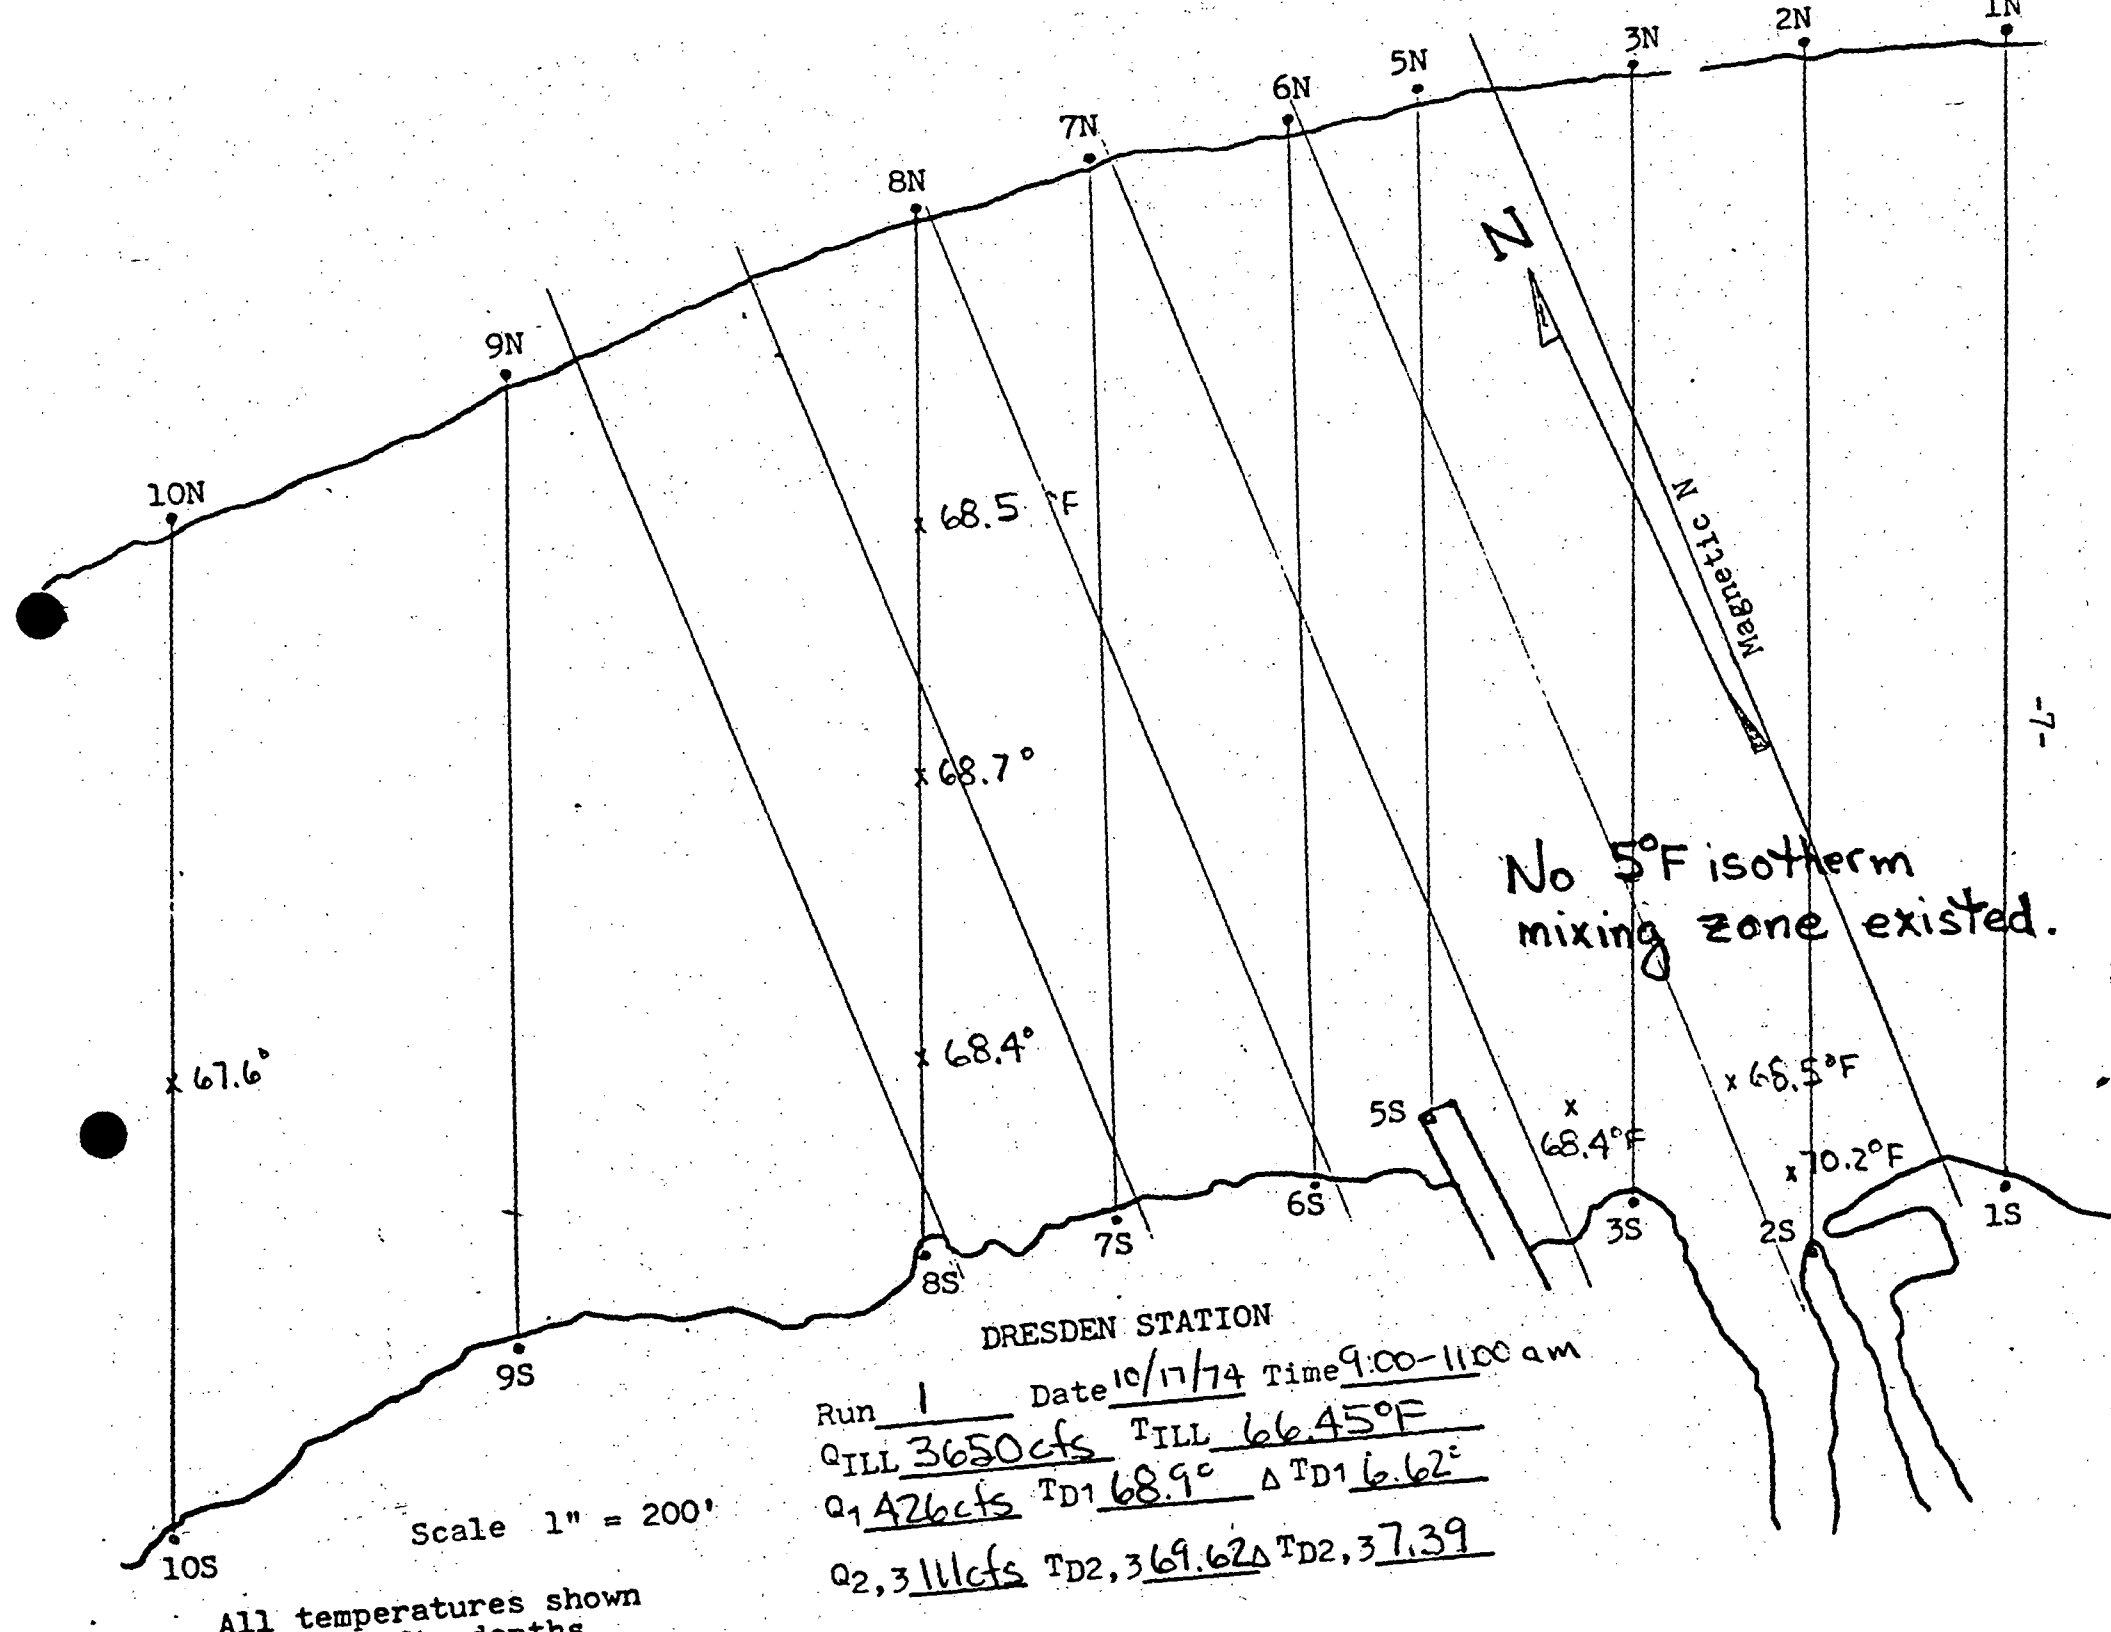 1N
2N
3N
5N
6N
7N
8N
9N
10N
N
Magnetic N
68.5 °F
68.7°
68.4°
67.6°
-7-
No 5°F isotherm
mixing zone existed.
68.5°F
68.4°F
70.2°F
5S
6S
7S
8S
3S
2S
1S
9S
10S
DRESDEN STATION
Run 1 Date 10/17/74 Time 9:00-11:00 am
QILL 3650cfs TILL 66.45°F
Q1 426cfs TD1 68.9° Δ TD1 6.62°
Q2,3 111cfs TD2,3 69.62 Δ TD2,3 7.39
Scale 1" = 200'
All temperatures shown
depths